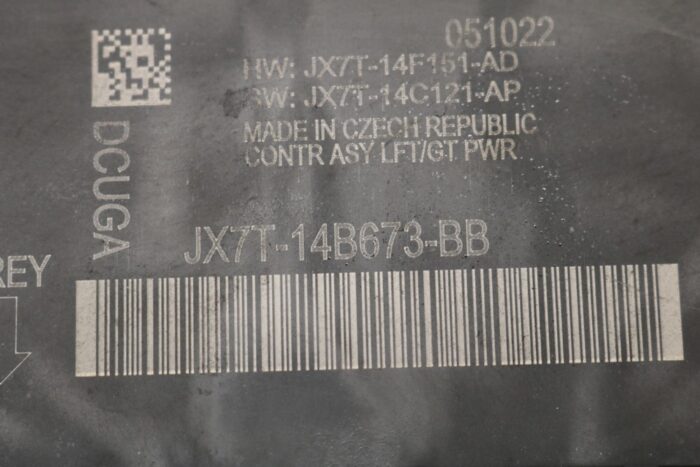 051022
HW: JX7T-14F151-AD
SW: JX7T-14C121-AP
MADE IN CZECH REPUBLIC
CONTR ASY LFT/GT PWR
DCUGA
JX7T-14B673-BB
REY